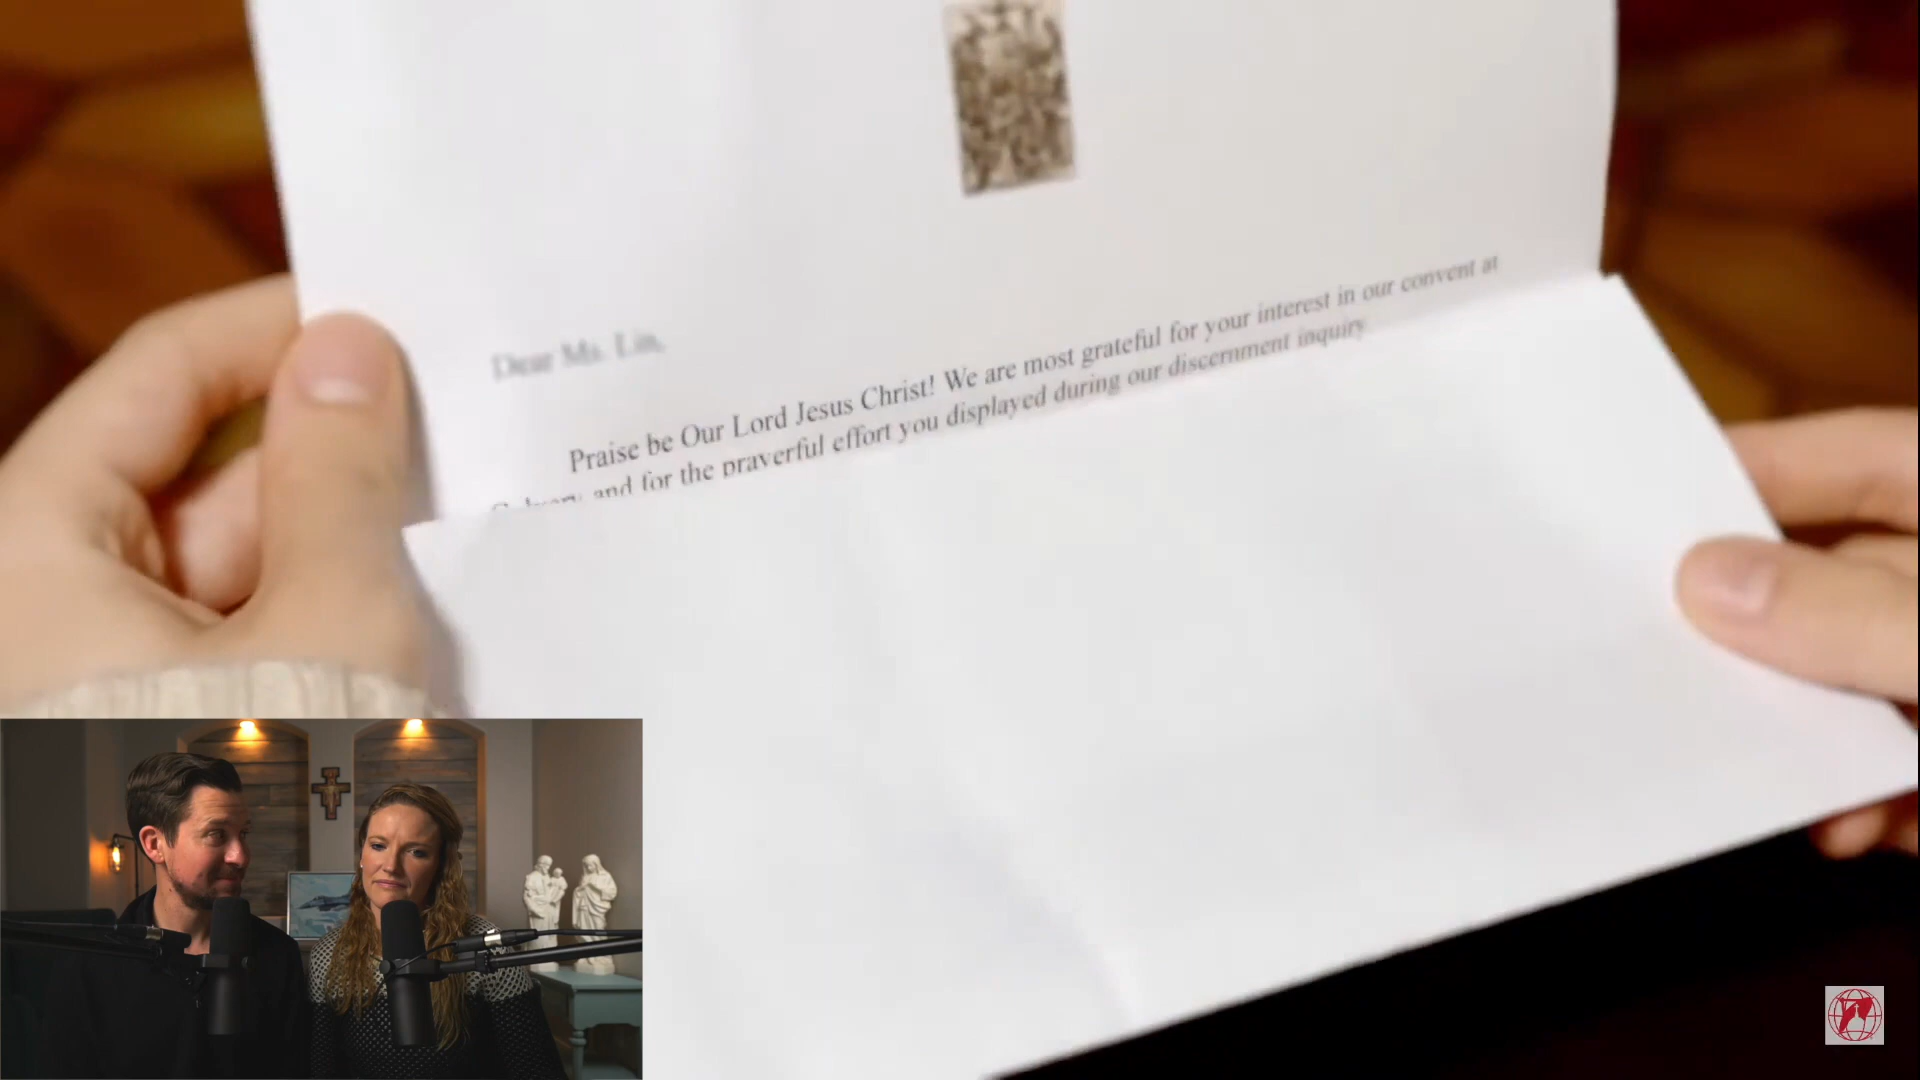 Dear Ms. Lin,
Praise be Our Lord Jesus Christ! We are most grateful for your interest in our convent at
and for the prayerful effort you displayed during our discernment inquiry.